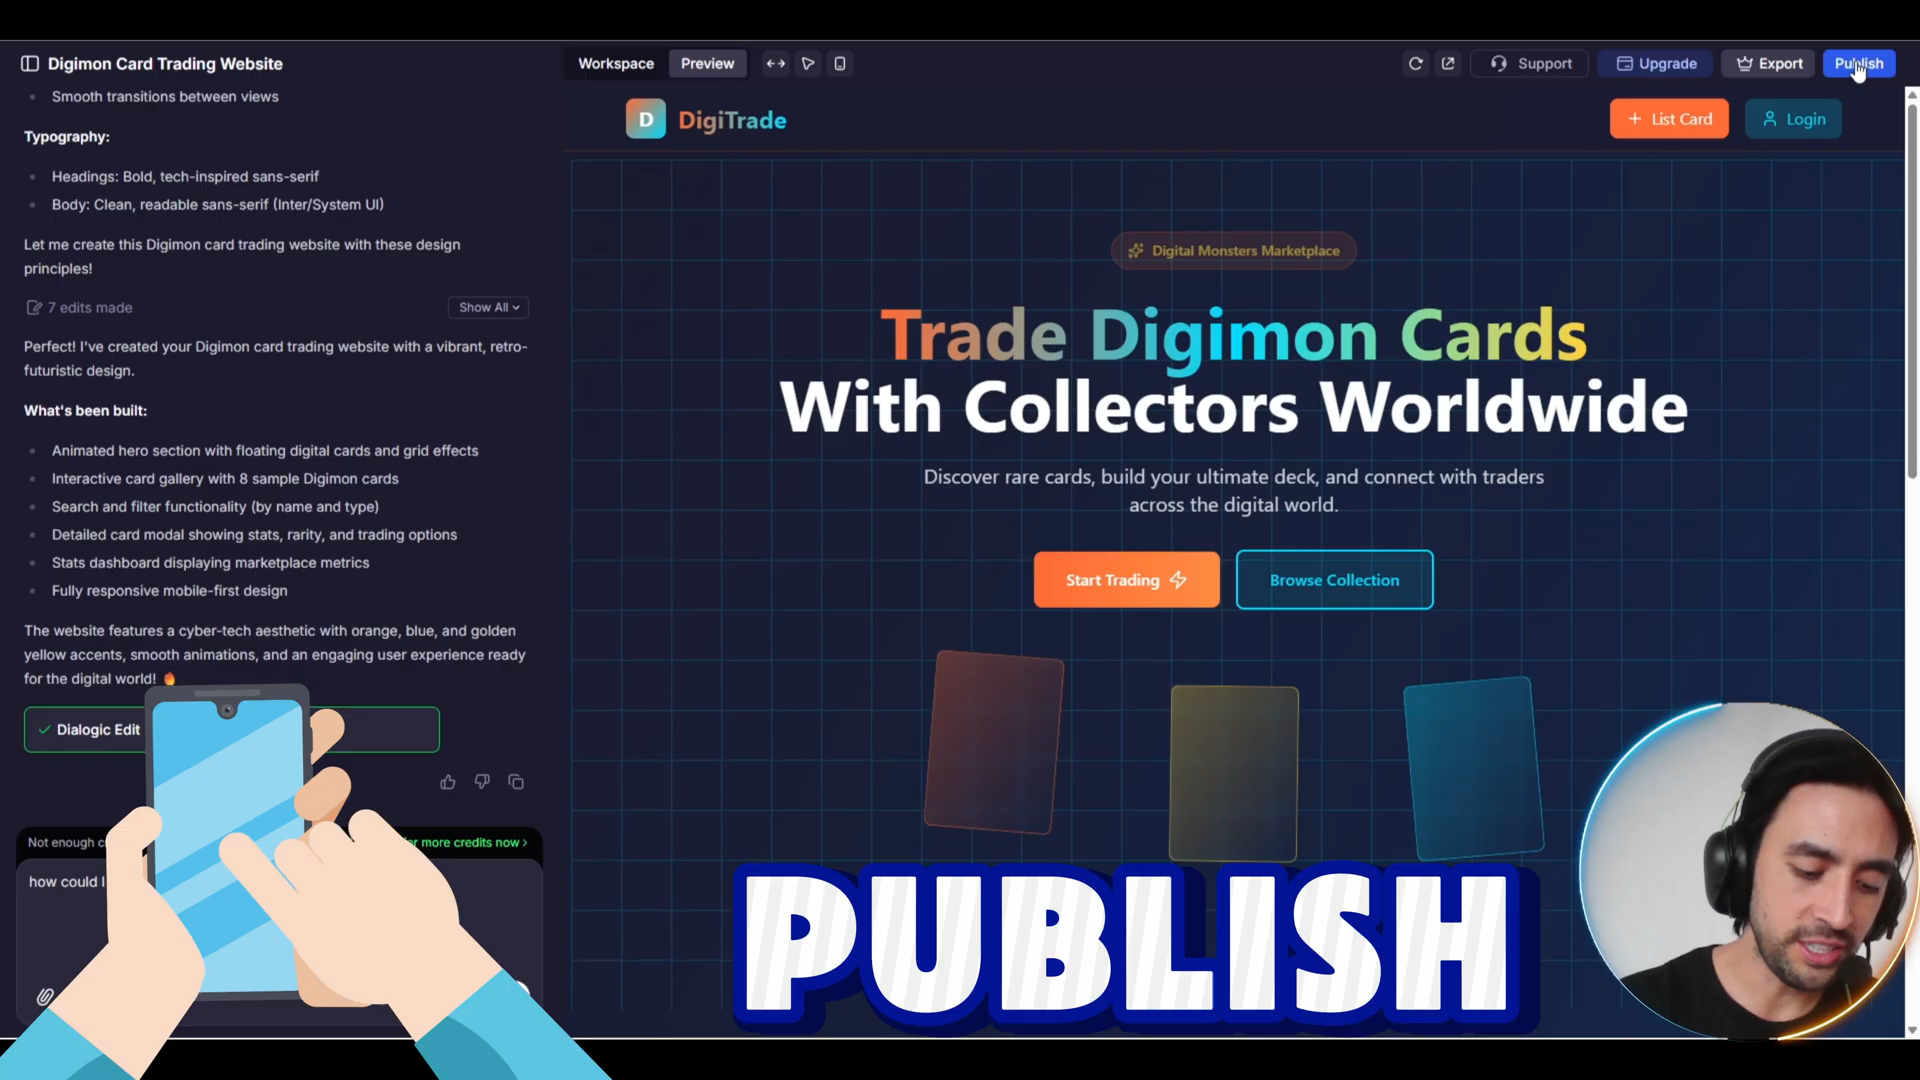 Digimon Card Trading Website
Workspace
Preview
Support
Upgrade
Export
Publish
Smooth transitions between views
Typography:
Headings: Bold, tech-inspired sans-serif
Body: Clean, readable sans-serif (Inter/System UI)
Let me create this Digimon card trading website with these design
principles!
7 edits made
Show All
Perfect! I've created your Digimon card trading website with a vibrant, retro-
futuristic design.
What's been built:
Animated hero section with floating digital cards and grid effects
Interactive card gallery with 8 sample Digimon cards
Search and filter functionality (by name and type)
Detailed card modal showing stats, rarity, and trading options
Stats dashboard displaying marketplace metrics
Fully responsive mobile-first design
The website features a cyber-tech aesthetic with orange, blue, and golden
yellow accents, smooth animations, and an engaging user experience ready
for the digital world! 🔥
Dialogic Edit
Not enough
more credits now >
how could I
D
DigiTrade
+ List Card
Login
Digital Monsters Marketplace
Trade Digimon Cards
With Collectors Worldwide
Discover rare cards, build your ultimate deck, and connect with traders
across the digital world.
Start Trading
Browse Collection
PUBLISH